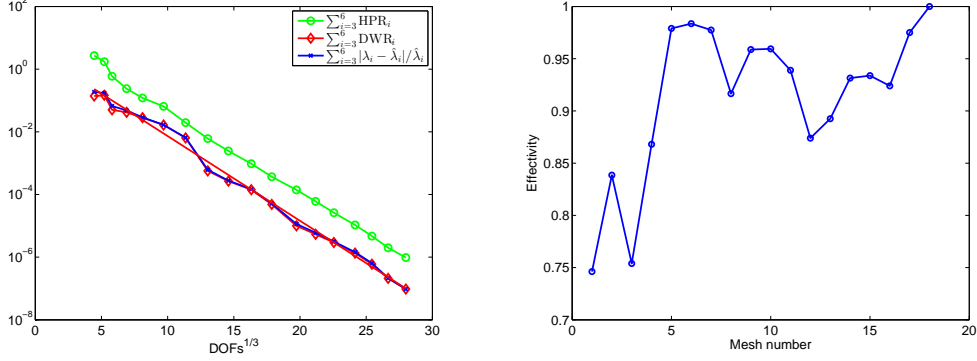 10^2
10^0
10^-2
10^-4
10^-6
10^-8
0 5 10 15 20 25 30
DOFs^1/3
∑_{i=3}^{6} HPR_i
∑_{i=3}^{6} DWR_i
∑_{i=3}^{6} |λ_i − λ̂_i|/λ̂_i
Effectivity
1
0.95
0.9
0.85
0.8
0.75
0.7
0 5 10 15 20
Mesh number